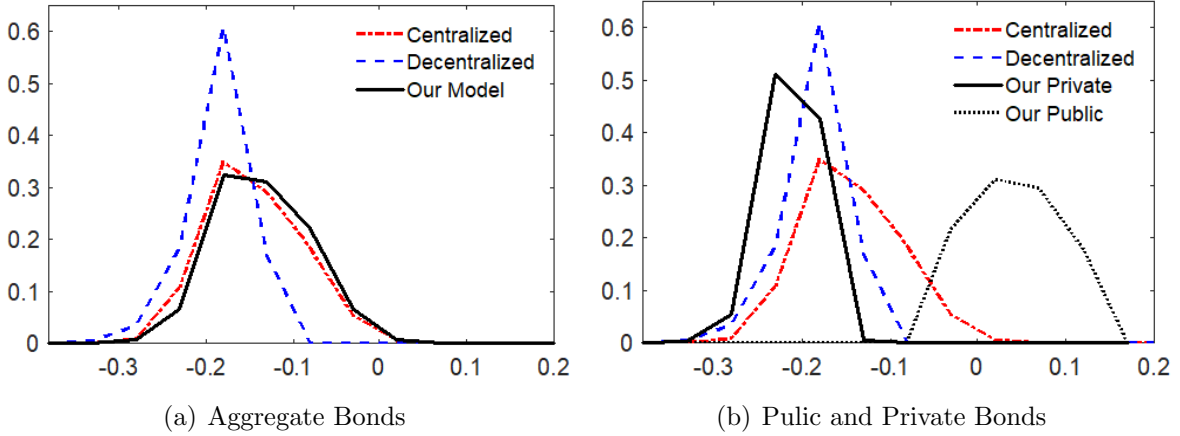 0.6
0.5
0.4
0.3
0.2
0.1
0
-0.3
-0.2
-0.1
0
0.1
0.2
Centralized
Decentralized
Our Model
(a) Aggregate Bonds
0.6
0.5
0.4
0.3
0.2
0.1
0
-0.3
-0.2
-0.1
0
0.1
0.2
Centralized
Decentralized
Our Private
Our Public
(b) Pulic and Private Bonds